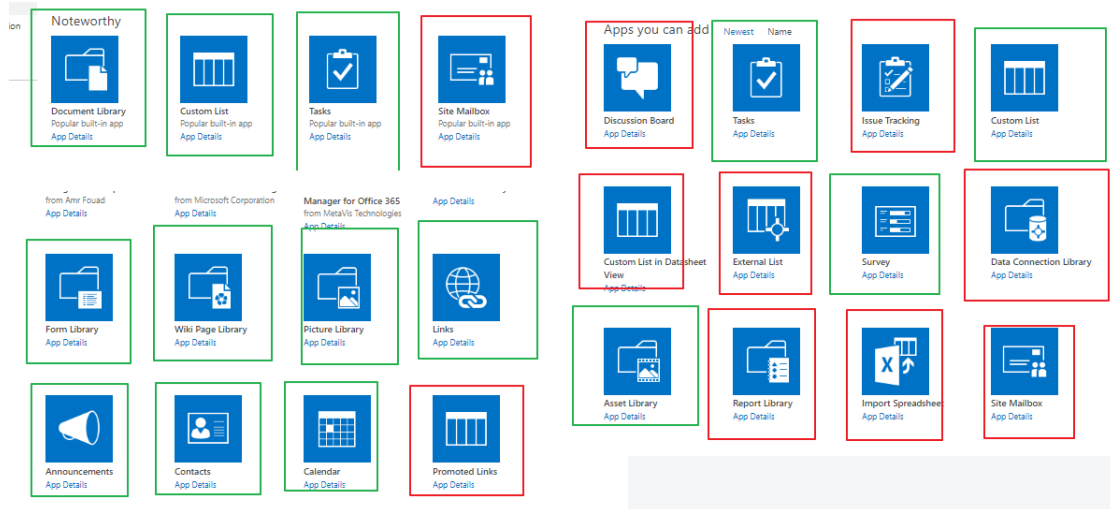 ion
Noteworthy
Document Library
Popular built-in app
App Details
Custom List
Popular built-in app
App Details
Tasks
Popular built-in app
App Details
Site Mailbox
Popular built-in app
App Details
from Amr Fouad
App Details
from Microsoft Corporation
App Details
Manager for Office 365
from MetaVis Technologies
App Details
App Details
Form Library
App Details
Wiki Page Library
App Details
Picture Library
App Details
Links
App Details
Announcements
App Details
Contacts
App Details
Calendar
App Details
Promoted Links
App Details
Apps you can add
Newest
Name
Discussion Board
App Details
Tasks
App Details
Issue Tracking
App Details
Custom List
App Details
Custom List in Datasheet
View
App Details
External List
App Details
Survey
App Details
Data Connection Library
App Details
Asset Library
App Details
Report Library
App Details
X
Import Spreadsheet
App Details
Site Mailbox
App Details